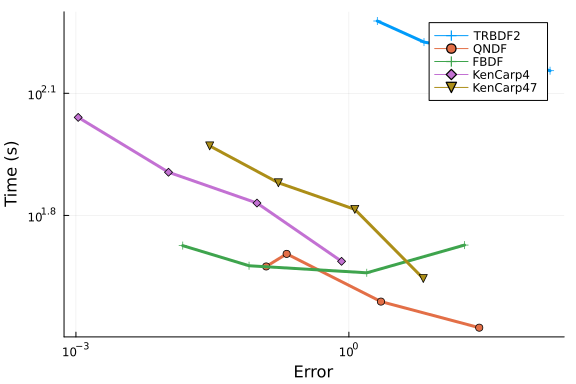 TRBDF2
QNDF
FBDF
KenCarp4
KenCarp47
Time (s)
10^2.1
10^1.8
10^-3
10^0
Error